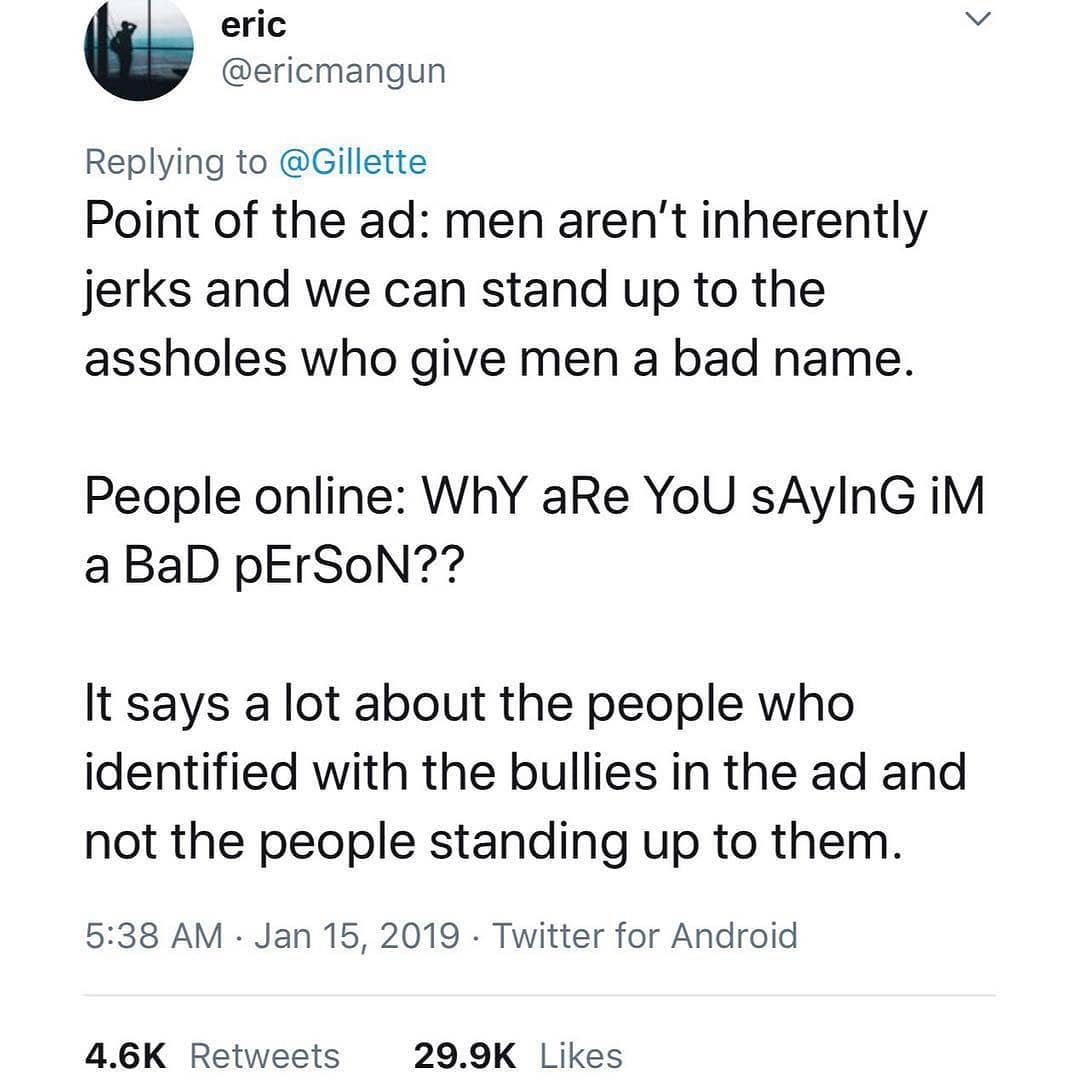 eric
@ericmangun
Replying to @Gillette
Point of the ad: men aren’t inherently
jerks and we can stand up to the
assholes who give men a bad name.
People online: WhY aRe YoU sAyInG iM
a BaD pErSoN??
It says a lot about the people who
identified with the bullies in the ad and
not the people standing up to them.
5:38 AM · Jan 15, 2019 · Twitter for Android
4.6K Retweets 29.9K Likes